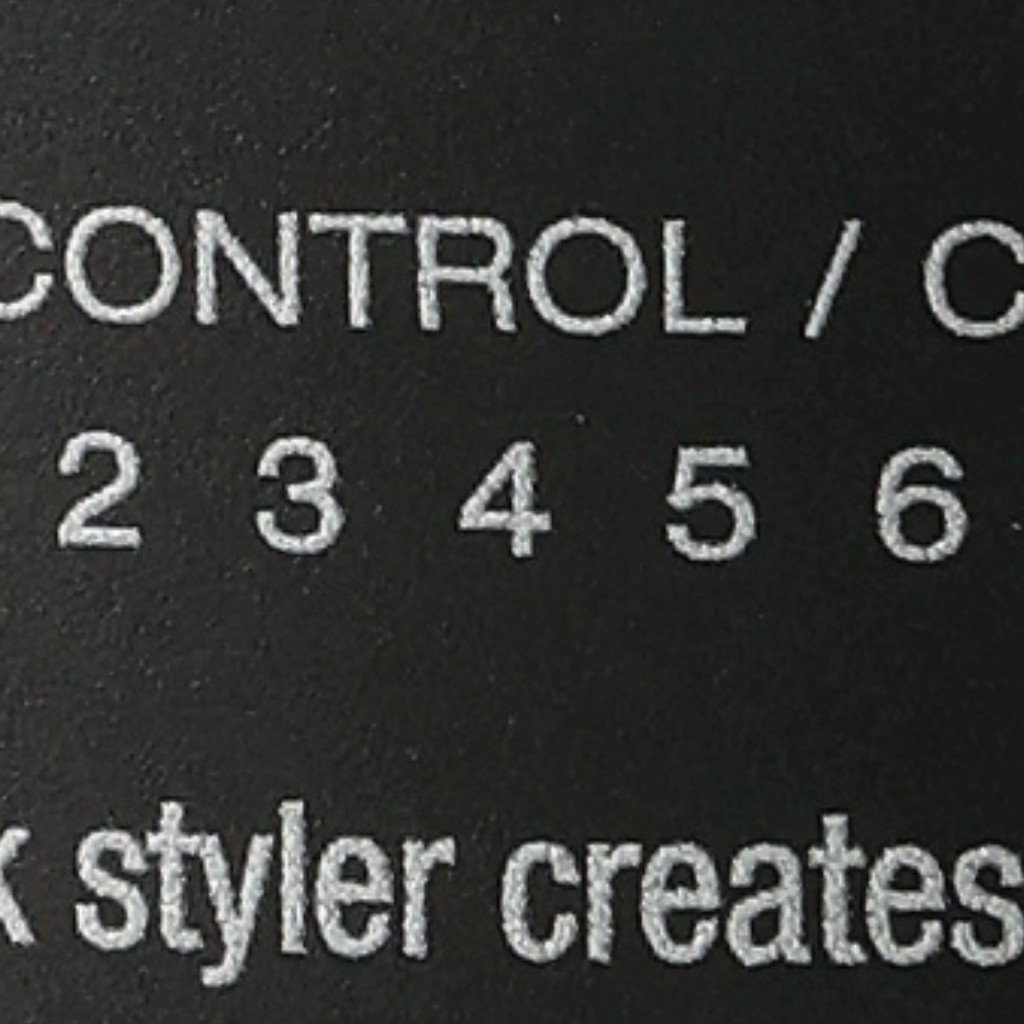 CONTROL / C
2 3 4 5 6
k styler creates